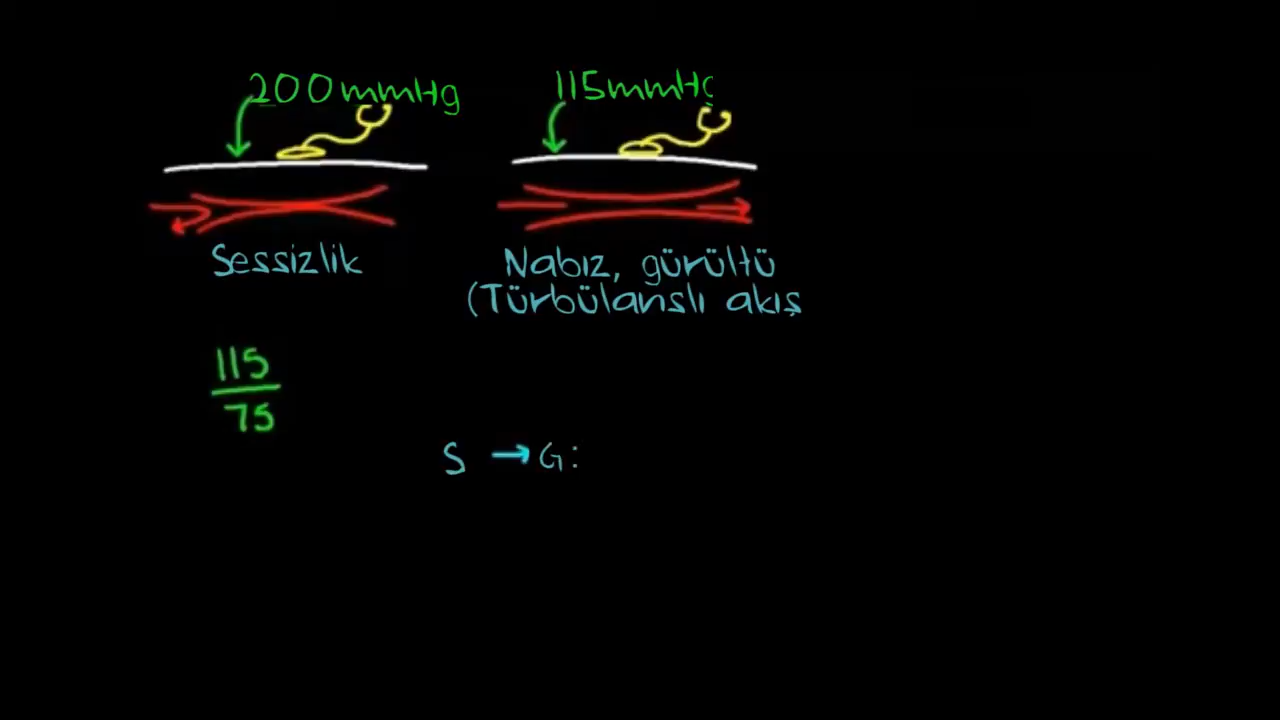 200mmHg
115mmHg
Sessizlik
Nabız, gürültü
(Türbülanslı akış
115
75
S → G: